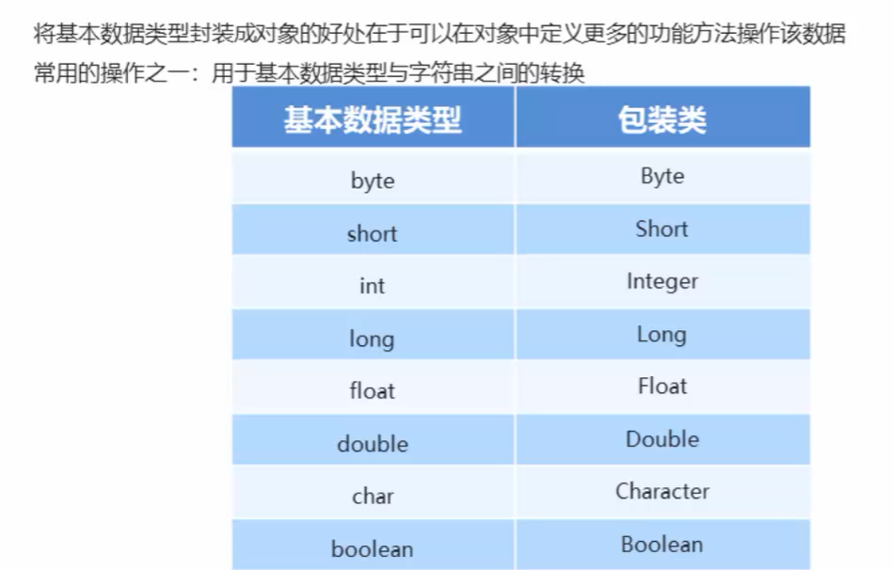 将基本数据类型封装成对象的好处在于可以在对象中定义更多的功能方法操作该数据
常用的操作之一：用于基本数据类型与字符串之间的转换
基本数据类型 包装类
byte Byte
short Short
int Integer
long Long
float Float
double Double
char Character
boolean Boolean